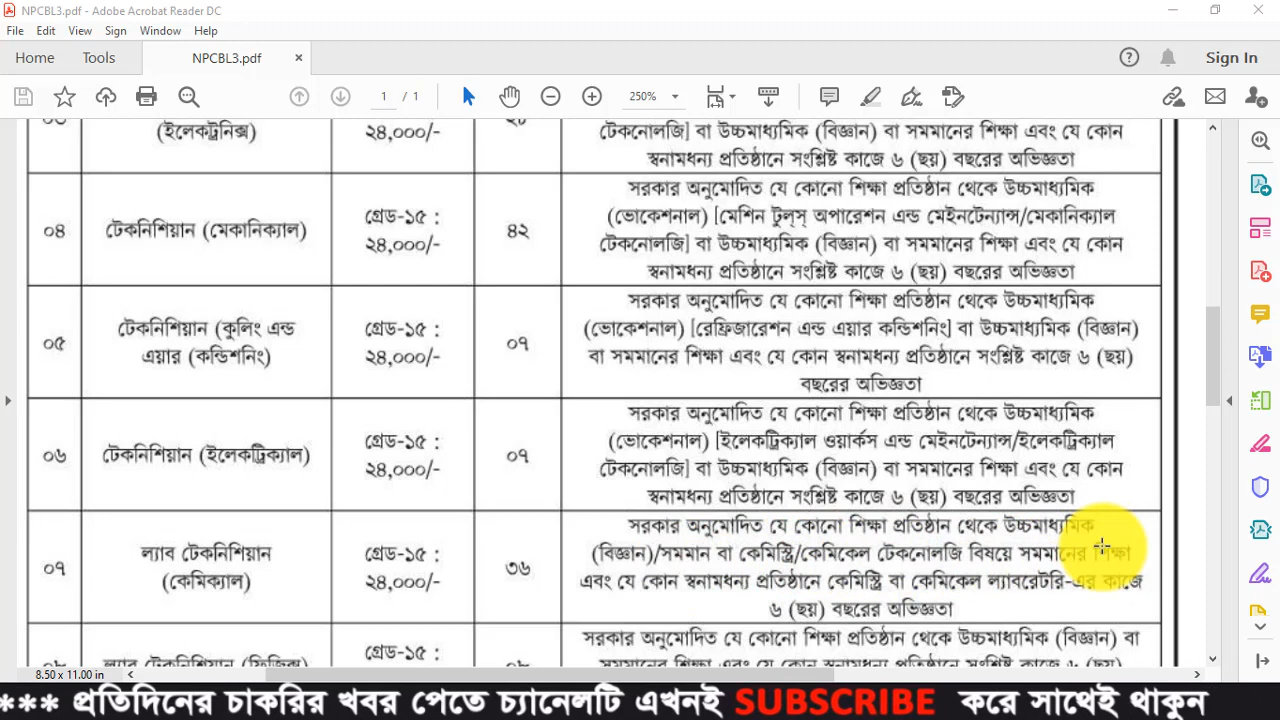 NPCBL3.pdf - Adobe Acrobat Reader DC
File Edit View Sign Window Help
Home Tools NPCBL3.pdf × Sign In
1 / 1 250%
(ইলেকট্রনিক্স) ২৪,০০০/- টেকনোলজি] বা উচ্চমাধ্যমিক (বিজ্ঞান) বা সমমানের শিক্ষা এবং যে কোন
স্বনামধন্য প্রতিষ্ঠানে সংশ্লিষ্ট কাজে ৬ (ছয়) বছরের অভিজ্ঞতা
০৪ টেকনিশিয়ান (মেকানিক্যাল) গ্রেড-১৫ :
২৪,০০০/- ৪২
সরকার অনুমোদিত যে কোনো শিক্ষা প্রতিষ্ঠান থেকে উচ্চমাধ্যমিক
(ভোকেশনাল) [মেশিন টুল্‌স্ অপারেশন এন্ড মেইনটেন্যান্স/মেকানিক্যাল
টেকনোলজি] বা উচ্চমাধ্যমিক (বিজ্ঞান) বা সমমানের শিক্ষা এবং যে কোন
স্বনামধন্য প্রতিষ্ঠানে সংশ্লিষ্ট কাজে ৬ (ছয়) বছরের অভিজ্ঞতা
০৫ টেকনিশিয়ান (কুলিং এন্ড
এয়ার (কন্ডিশনিং) গ্রেড-১৫ :
২৪,০০০/- ০৭
সরকার অনুমোদিত যে কোনো শিক্ষা প্রতিষ্ঠান থেকে উচ্চমাধ্যমিক
(ভোকেশনাল) [রেফ্রিজারেশন এন্ড এয়ার কন্ডিশনিং] বা উচ্চমাধ্যমিক (বিজ্ঞান)
বা সমমানের শিক্ষা এবং যে কোন স্বনামধন্য প্রতিষ্ঠানে সংশ্লিষ্ট কাজে ৬ (ছয়)
বছরের অভিজ্ঞতা
০৬ টেকনিশিয়ান (ইলেকট্রিক্যাল) গ্রেড-১৫ :
২৪,০০০/- ০৭
সরকার অনুমোদিত যে কোনো শিক্ষা প্রতিষ্ঠান থেকে উচ্চমাধ্যমিক
(ভোকেশনাল) [ইলেকট্রিক্যাল ওয়ার্কস এন্ড মেইনটেন্যান্স/ইলেকট্রিক্যাল
টেকনোলজি] বা উচ্চমাধ্যমিক (বিজ্ঞান) বা সমমানের শিক্ষা এবং যে কোন
স্বনামধন্য প্রতিষ্ঠানে সংশ্লিষ্ট কাজে ৬ (ছয়) বছরের অভিজ্ঞতা
০৭ ল্যাব টেকনিশিয়ান
(কেমিক্যাল) গ্রেড-১৫ :
২৪,০০০/- ৩৬
সরকার অনুমোদিত যে কোনো শিক্ষা প্রতিষ্ঠান থেকে উচ্চমাধ্যমিক
(বিজ্ঞান)/সমমান বা কেমিস্ট্রি/কেমিকেল টেকনোলজি বিষয়ে সমমানের শিক্ষা
এবং যে কোন স্বনামধন্য প্রতিষ্ঠানে কেমিস্ট্রি বা কেমিকেল ল্যাবরেটরি-এর কাজে
৬ (ছয়) বছরের অভিজ্ঞতা
গ্রেড-১৫ :
সরকার অনুমোদিত যে কোনো শিক্ষা প্রতিষ্ঠান থেকে উচ্চমাধ্যমিক (বিজ্ঞান) বা
8.50 x 11.00 in
*** প্রতিদিনের চাকরির খবর পেতে চ্যানেলটি এখনই SUBSCRIBE করে সাথেই থাকুন